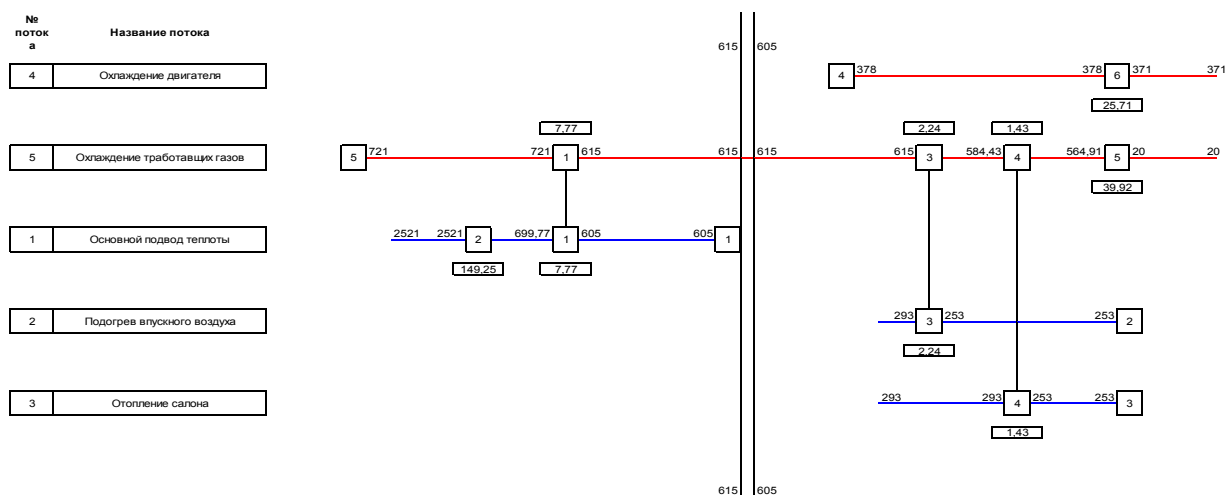 №
поток
а
Название потока
615 605
4 Охлаждение двигателя 4 378 378 6 371 371
25,71
7,77 2,24 1,43
5 Охлаждение тработавших газов 5 721 721 1 615 615 615 615 3 584,43 4 564,91 5 20 20
39,92
1 Основной подвод теплоты 2521 2521 2 699,77 1 605 605 1
149,25 7,77
2 Подогрев впускного воздуха 293 3 253 253 2
2,24
3 Отопление салона 293 293 4 253 253 3
1,43
615 605